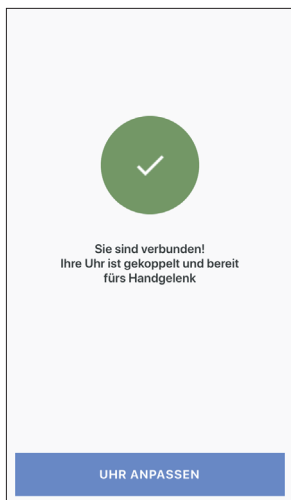 Sie sind verbunden!
Ihre Uhr ist gekoppelt und bereit
fürs Handgelenk
UHR ANPASSEN